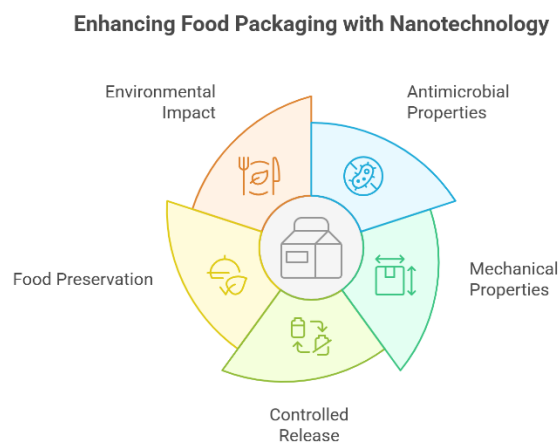 Enhancing Food Packaging with Nanotechnology
Environmental
Impact
Antimicrobial
Properties
Food Preservation
Mechanical
Properties
Controlled
Release